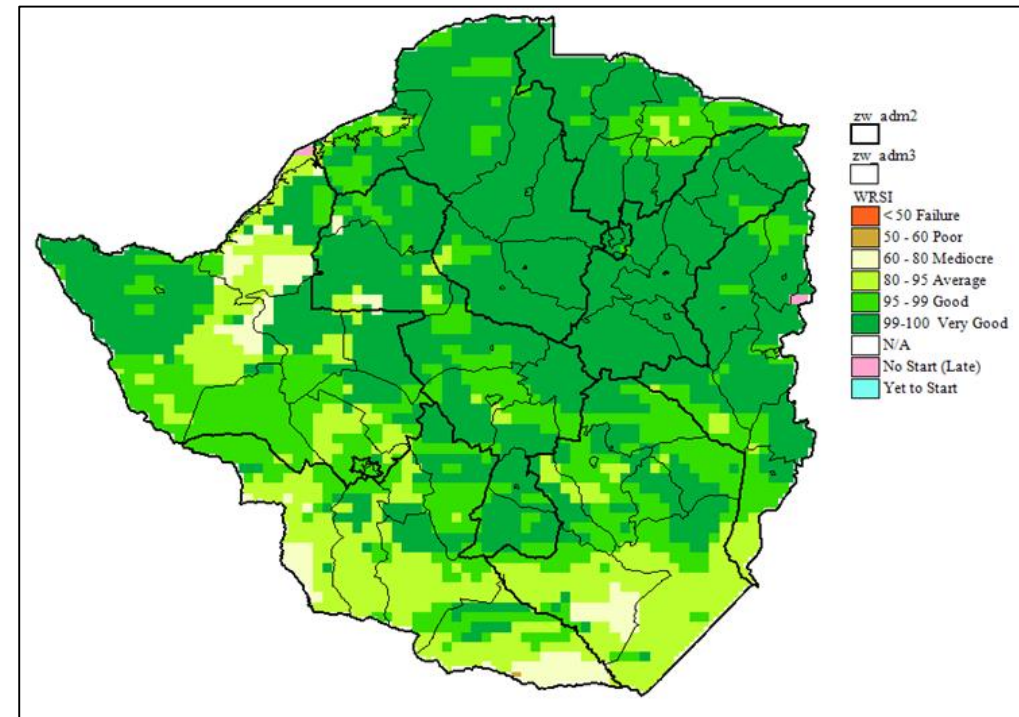 zw_adm2
zw_adm3
WRSI
< 50 Failure
50 - 60 Poor
60 - 80 Mediocre
80 - 95 Average
95 - 99 Good
99-100 Very Good
N/A
No Start (Late)
Yet to Start